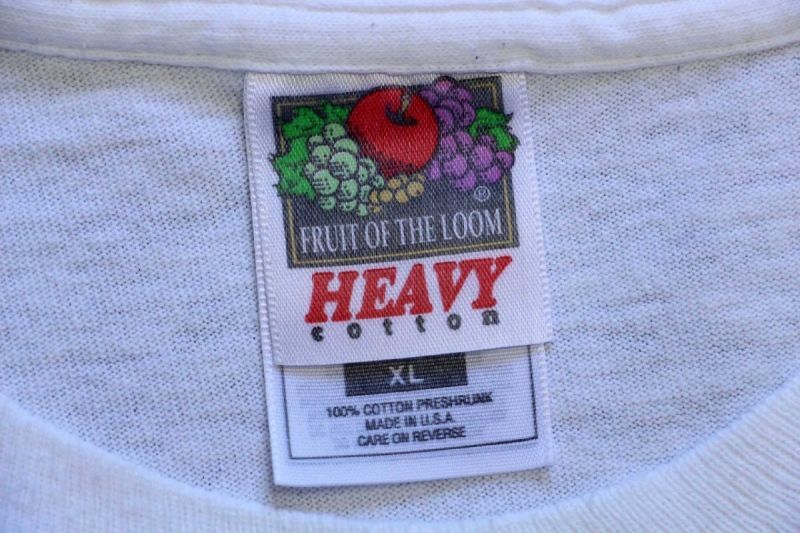 ®
FRUIT OF THE LOOM
HEAVY
cotton
XL
100% COTTON PRESHRUNK
MADE IN U.S.A
CARE ON REVERSE